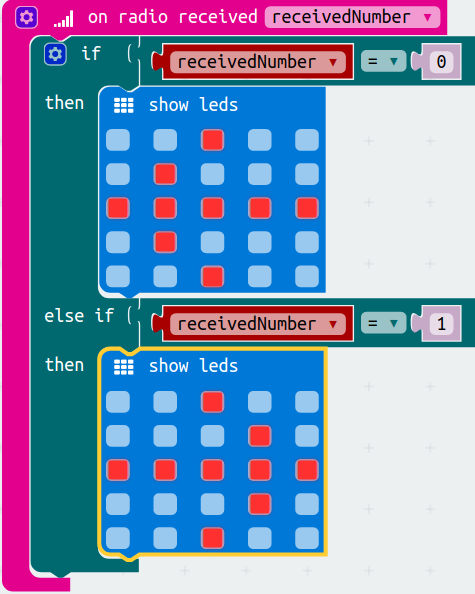 on radio received receivedNumber
if receivedNumber = 0
then show leds
else if receivedNumber = 1
then show leds